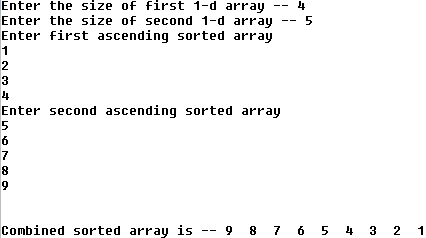 Enter the size of first 1-d array -- 4
Enter the size of second 1-d array -- 5
Enter first ascending sorted array
1
2
3
4
Enter second ascending sorted array
5
6
7
8
9
Combined sorted array is -- 9 8 7 6 5 4 3 2 1